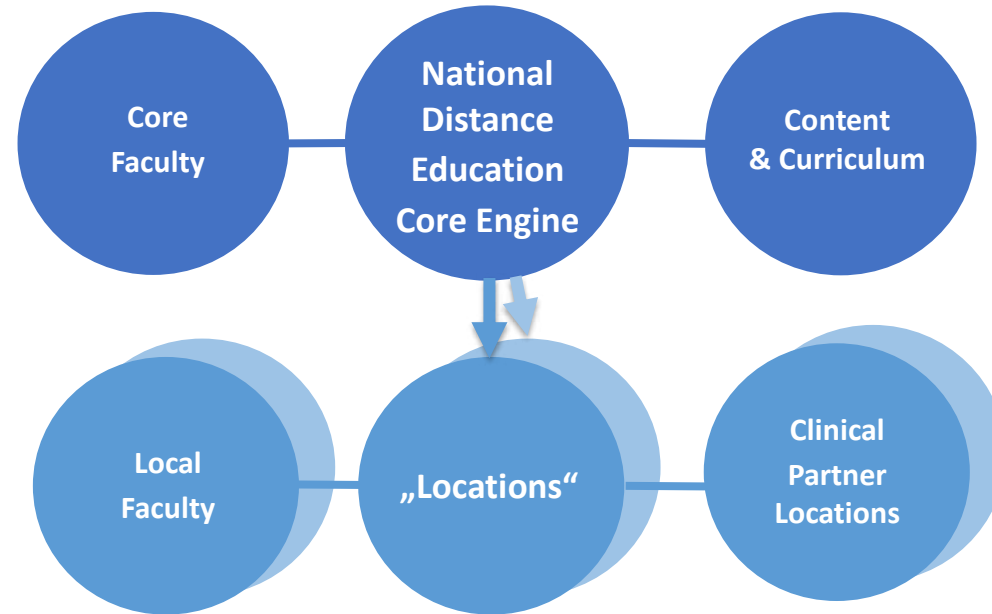 Core
Faculty
National
Distance
Education
Core Engine
Content
& Curriculum
Local
Faculty
„Locations“
Clinical
Partner
Locations